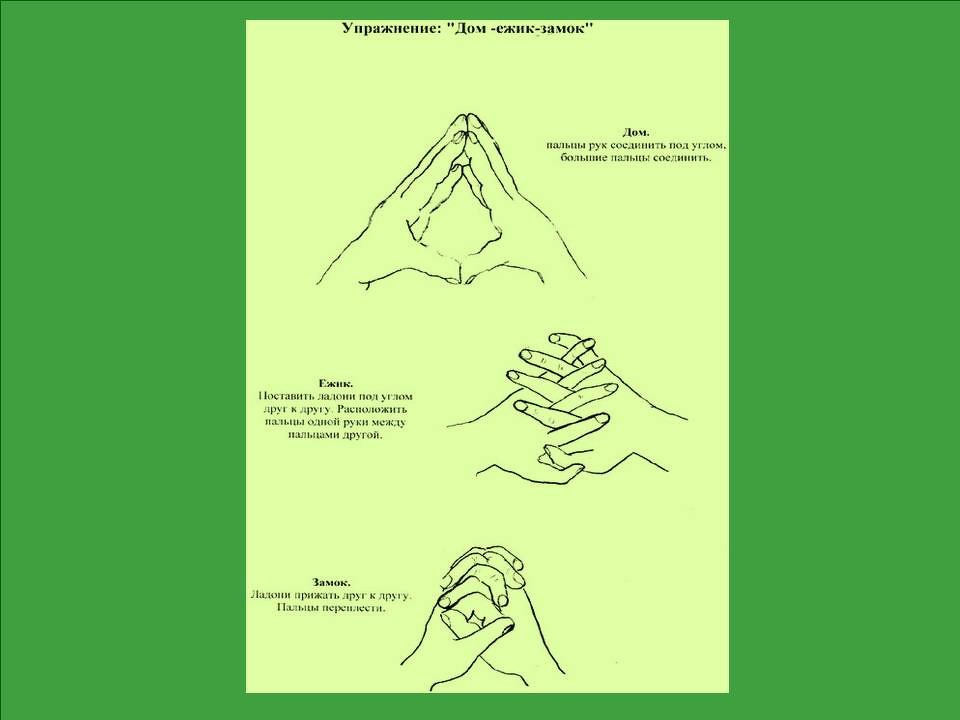 Упражнение: "Дом -ежик-замок"
Дом.
пальцы рук соединить под углом,
большие пальцы соединить.
Ежик.
Поставить ладони под углом
друг к другу. Расположить
пальцы одной руки между
пальцами другой.
Замок.
Ладони прижать друг к другу.
Пальцы переплести.